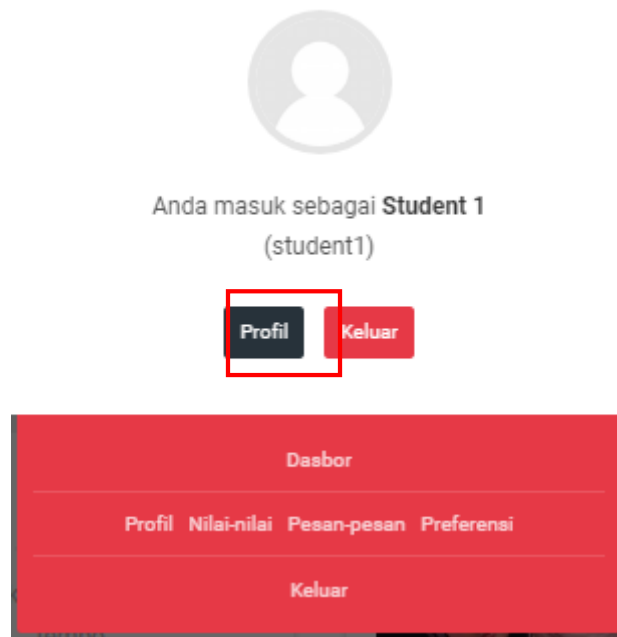 Anda masuk sebagai Student 1
(student1)
Profil Keluar
Dasbor
Profil Nilai-nilai Pesan-pesan Preferensi
Keluar